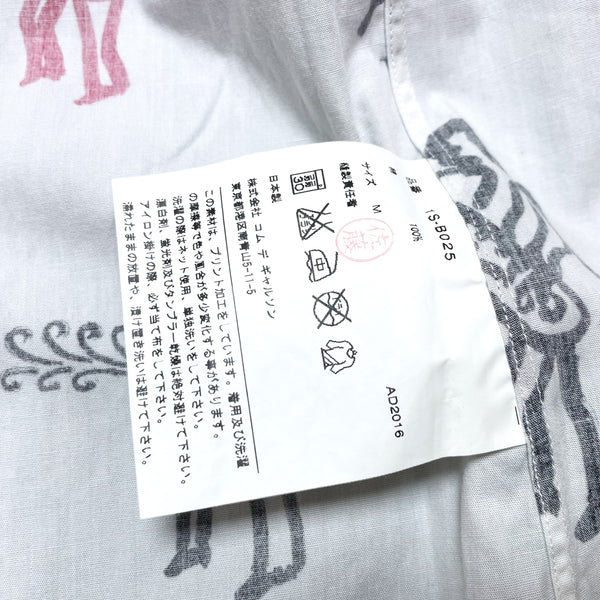 品番 IS-B025
綿 100%
サイズ M
縫製責任者 佐藤
30
中
日本製
株式会社 コム デ ギャルソン
東京都港区南青山5-11-5
この素材は、プリント加工をしています。着用及び洗濯
の摩擦等で色や風合が多少変化する事があります。
洗濯の際はネット使用、単独洗いをして下さい。
漂白剤、蛍光剤及びタンブラー乾燥は絶対避けて下さい。
アイロン掛けの際、必ず当て布をして下さい。
濡れたままの放置や、漬け置き洗いは避けて下さい。
AD2016